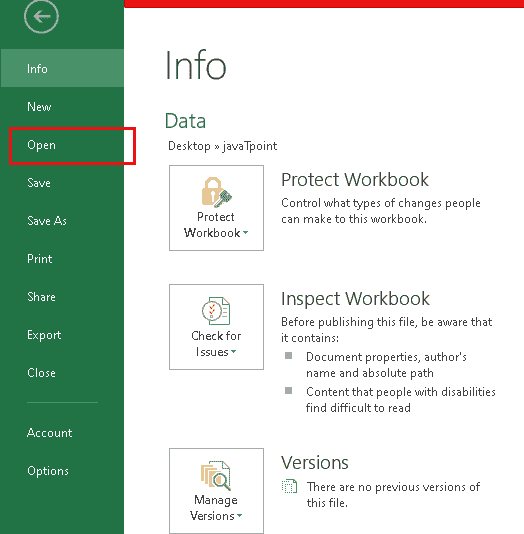 Info
New
Open
Save
Save As
Print
Share
Export
Close
Account
Options
Info
Data
Desktop » javaTpoint
Protect
Workbook
Protect Workbook
Control what types of changes people
can make to this workbook.
Check for
Issues
Inspect Workbook
Before publishing this file, be aware that
it contains:
Document properties, author's
name and absolute path
Content that people with disabilities
find difficult to read
Manage
Versions
Versions
There are no previous versions of
this file.